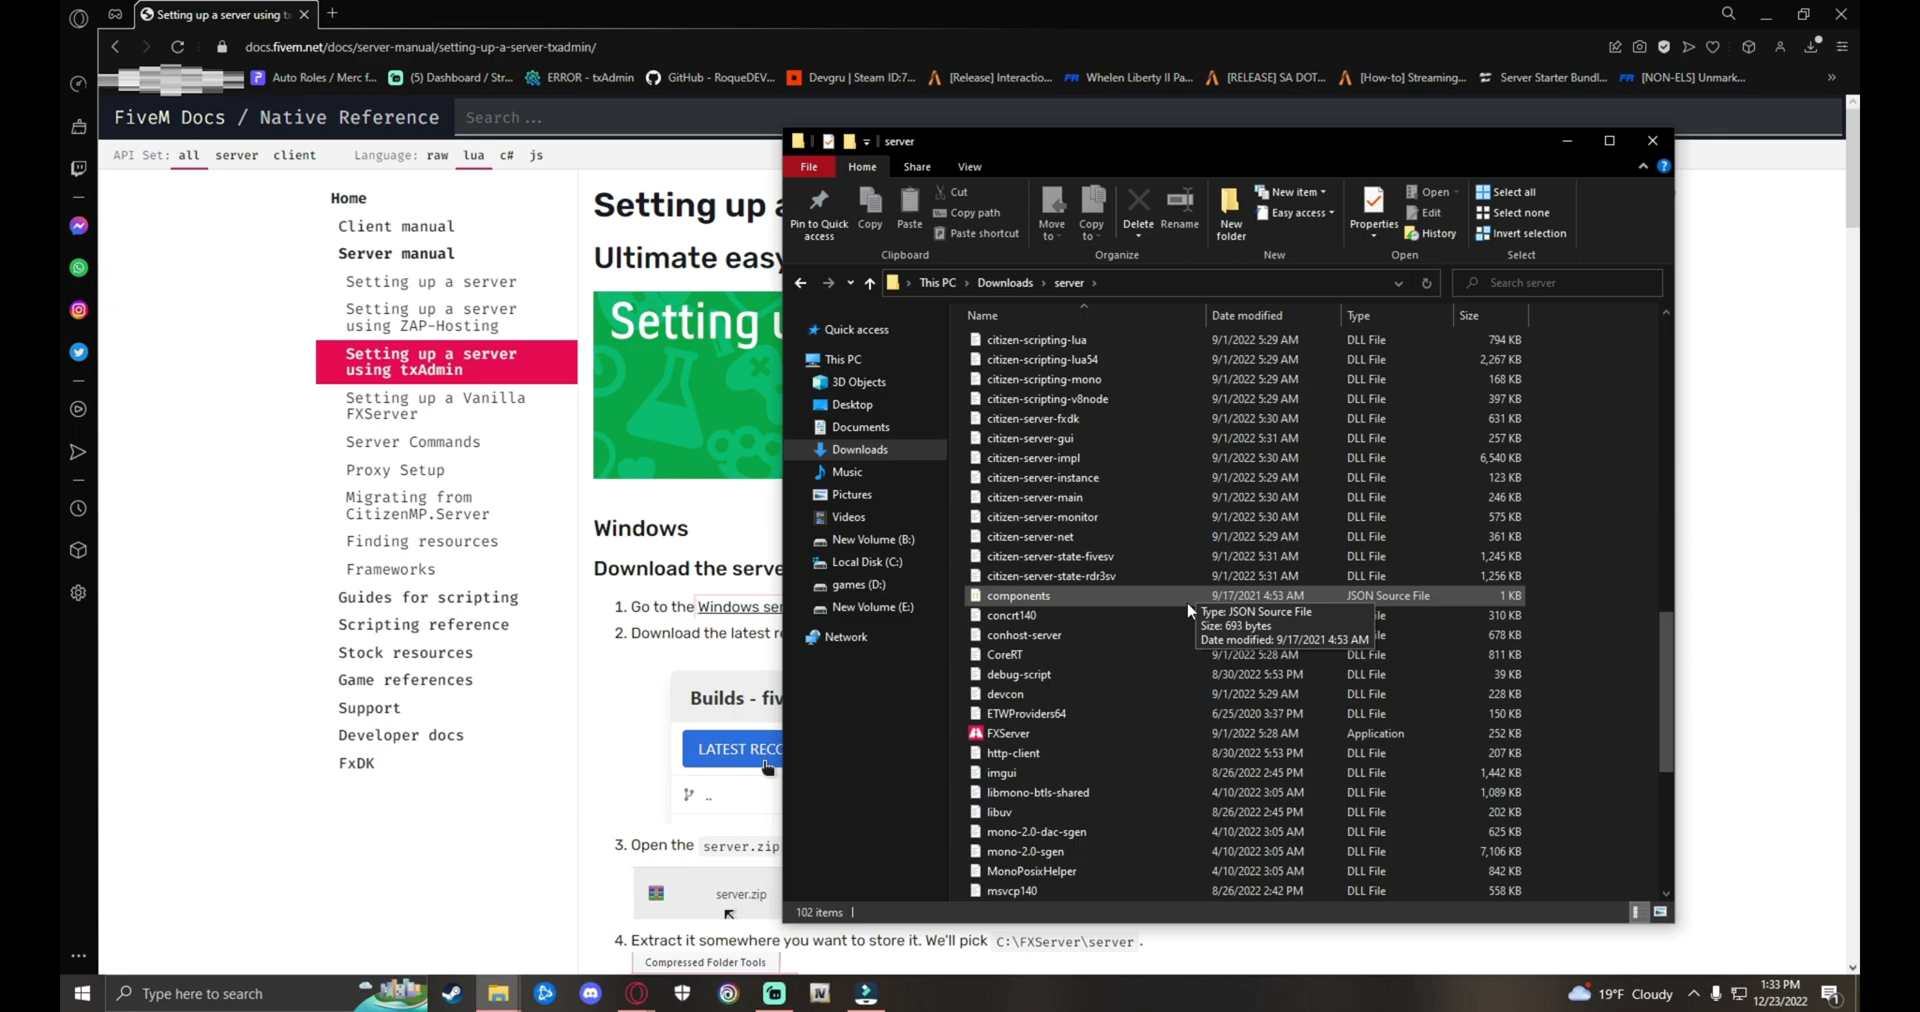 Setting up a server using tx
docs.fivem.net/docs/server-manual/setting-up-a-server-txadmin/
Auto Roles / Merc f...
(5) Dashboard / Str...
ERROR - txAdmin
GitHub - RoqueDEV...
Devgru | Steam ID:7...
[Release] Interactio...
Whelen Liberty II Pa...
[RELEASE] SA DOT...
[How-to] Streaming...
Server Starter Bundl...
[NON-ELS] Unmark...
FiveM Docs / Native Reference
Search ...
API Set: all server client Language: raw lua c# js
Home
Client manual
Server manual
Setting up a server
Setting up a server
using ZAP-Hosting
Setting up a server
using txAdmin
Setting up a Vanilla
FXServer
Server Commands
Proxy Setup
Migrating from
CitizenMP.Server
Finding resources
Frameworks
Guides for scripting
Scripting reference
Stock resources
Game references
Support
Developer docs
FxDK
Setting up a
Ultimate easy
Setting u
Windows
Download the serve
1. Go to the Windows ser
2. Download the latest r
Builds - fiv
LATEST RECO
..
3. Open the server.zip
server.zip
4. Extract it somewhere you want to store it. We'll pick C:\FXServer\server .
Compressed Folder Tools
server
File Home Share View
Pin to Quick
access
Copy
Paste
Cut
Copy path
Paste shortcut
Clipboard
Move
to
Copy
to
Delete
Rename
Organize
New
folder
New item
Easy access
New
Properties
Open
Edit
History
Open
Select all
Select none
Invert selection
Select
This PC › Downloads › server ›
Search server
Quick access
This PC
3D Objects
Desktop
Documents
Downloads
Music
Pictures
Videos
New Volume (B:)
Local Disk (C:)
games (D:)
New Volume (E:)
Network
Name Date modified Type Size
citizen-scripting-lua 9/1/2022 5:29 AM DLL File 794 KB
citizen-scripting-lua54 9/1/2022 5:29 AM DLL File 2,267 KB
citizen-scripting-mono 9/1/2022 5:29 AM DLL File 168 KB
citizen-scripting-v8node 9/1/2022 5:29 AM DLL File 397 KB
citizen-server-fxdk 9/1/2022 5:30 AM DLL File 631 KB
citizen-server-gui 9/1/2022 5:31 AM DLL File 257 KB
citizen-server-impl 9/1/2022 5:30 AM DLL File 6,540 KB
citizen-server-instance 9/1/2022 5:29 AM DLL File 123 KB
citizen-server-main 9/1/2022 5:30 AM DLL File 246 KB
citizen-server-monitor 9/1/2022 5:30 AM DLL File 575 KB
citizen-server-net 9/1/2022 5:29 AM DLL File 361 KB
citizen-server-state-fivesv 9/1/2022 5:31 AM DLL File 1,245 KB
citizen-server-state-rdr3sv 9/1/2022 5:31 AM DLL File 1,256 KB
components 9/17/2021 4:53 AM JSON Source File 1 KB
concrt140 ile 310 KB
conhost-server ile 678 KB
Type: JSON Source File
Size: 693 bytes
Date modified: 9/17/2021 4:53 AM
CoreRT 9/1/2022 5:28 AM DLL File 811 KB
debug-script 8/30/2022 5:53 PM DLL File 39 KB
devcon 9/1/2022 5:29 AM DLL File 228 KB
ETWProviders64 6/25/2020 3:37 PM DLL File 150 KB
FXServer 9/1/2022 5:28 AM Application 252 KB
http-client 8/30/2022 5:53 PM DLL File 207 KB
imgui 8/26/2022 2:45 PM DLL File 1,442 KB
libmono-btls-shared 4/10/2022 3:05 AM DLL File 1,089 KB
libuv 8/26/2022 2:45 PM DLL File 202 KB
mono-2.0-dac-sgen 4/10/2022 3:05 AM DLL File 625 KB
mono-2.0-sgen 4/10/2022 3:05 AM DLL File 7,106 KB
MonoPosixHelper 4/10/2022 3:05 AM DLL File 842 KB
msvcp140 8/26/2022 2:42 PM DLL File 558 KB
102 items
Type here to search
19°F Cloudy
1:33 PM
12/23/2022